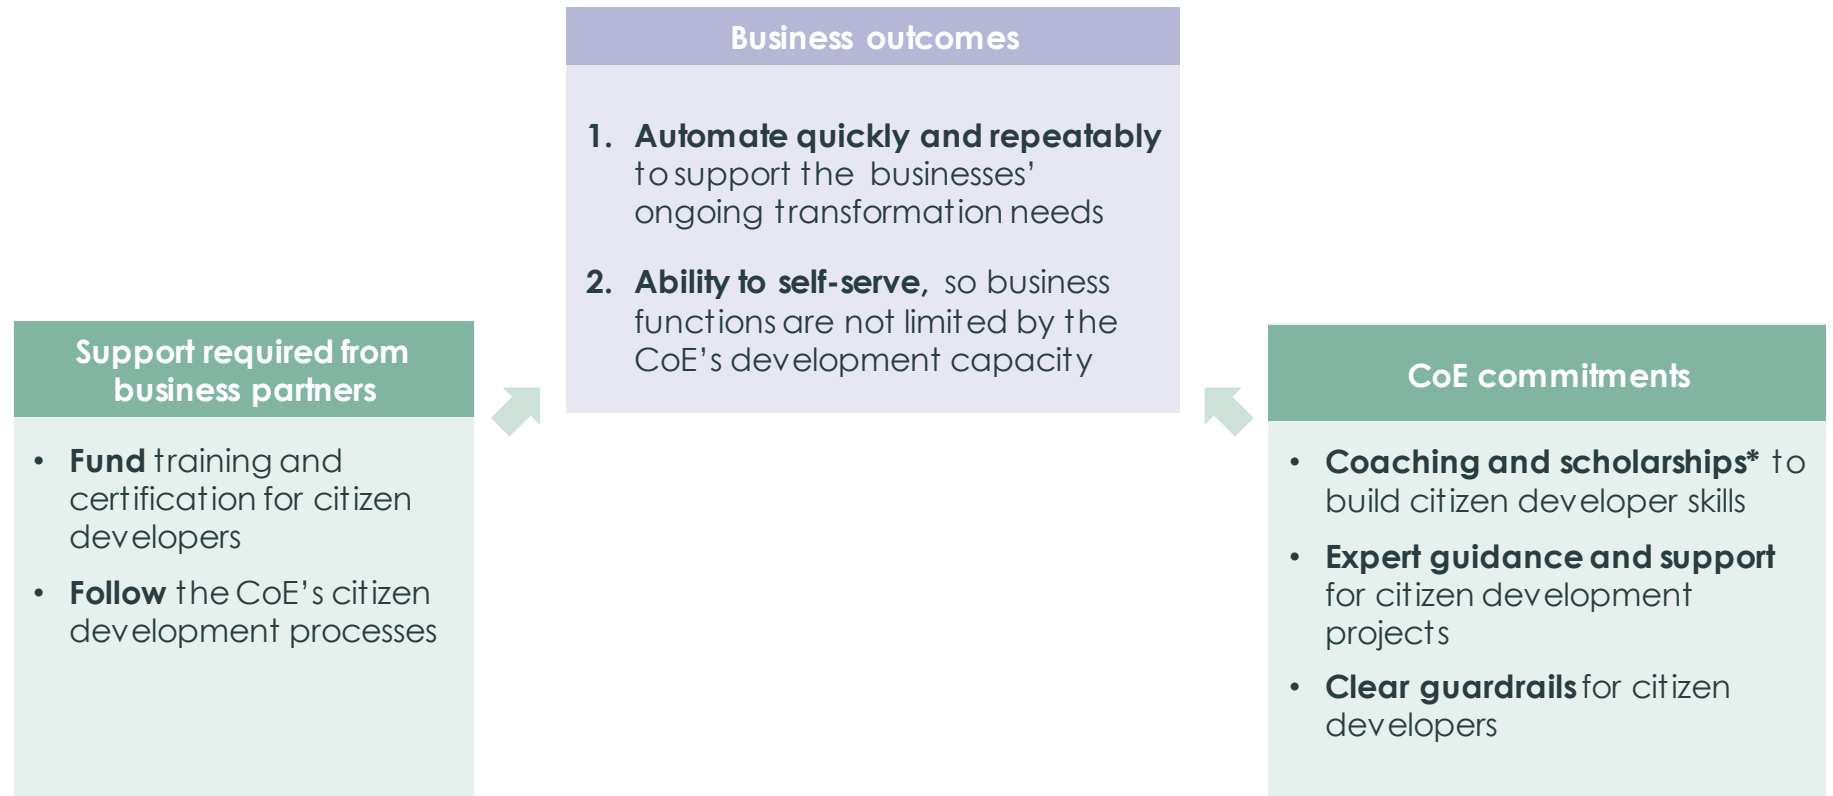 Business outcomes
1. Automate quickly and repeatably
to support the businesses’
ongoing transformation needs
2. Ability to self-serve, so business
functions are not limited by the
CoE’s development capacity
Support required from
business partners
• Fund training and
certification for citizen
developers
• Follow the CoE’s citizen
development processes
CoE commitments
• Coaching and scholarships* to
build citizen developer skills
• Expert guidance and support
for citizen development
projects
• Clear guardrails for citizen
developers